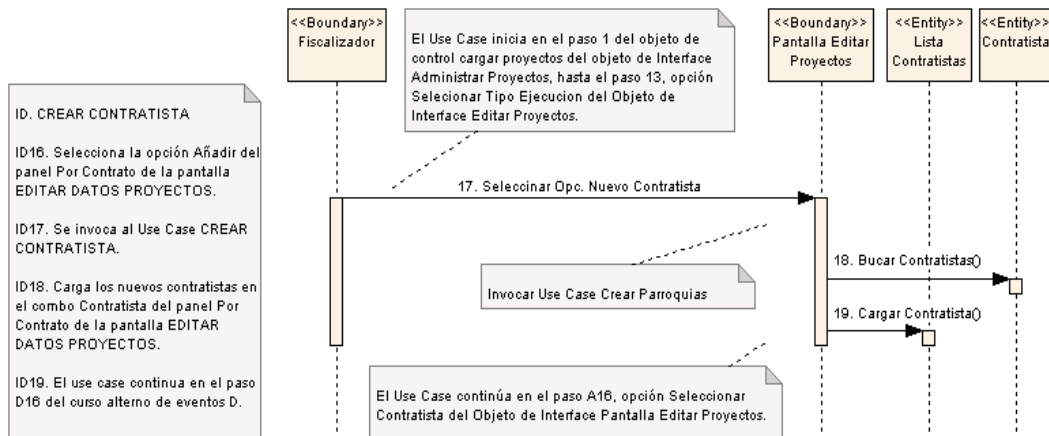 <<Boundary>>
Fiscalizador
El Use Case inicia en el paso 1 del objeto de
control cargar proyectos del objeto de Interface
Administrar Proyectos, hasta el paso 13, opción
Selecionar Tipo Ejecucion del Objeto de
Interface Editar Proyectos.
<<Boundary>>
Pantalla Editar
Proyectos
<<Entity>>
Lista
Contratistas
<<Entity>>
Contratista
ID. CREAR CONTRATISTA
ID16. Selecciona la opción Añadir del
panel Por Contrato de la pantalla
EDITAR DATOS PROYECTOS.
ID17. Se invoca al Use Case CREAR
CONTRATISTA.
ID18. Carga los nuevos contratistas en
el combo Contratista del panel Por
Contrato de la pantalla EDITAR
DATOS PROYECTOS.
ID19. El use case continua en el paso
D16 del curso alterno de eventos D.
17. Seleccinar Opc. Nuevo Contratista
18. Bucar Contratistas()
Invocar Use Case Crear Parroquias
19. Cargar Contratista()
El Use Case continúa en el paso A16, opción Seleccionar
Contratista del Objeto de Interface Pantalla Editar Proyectos.